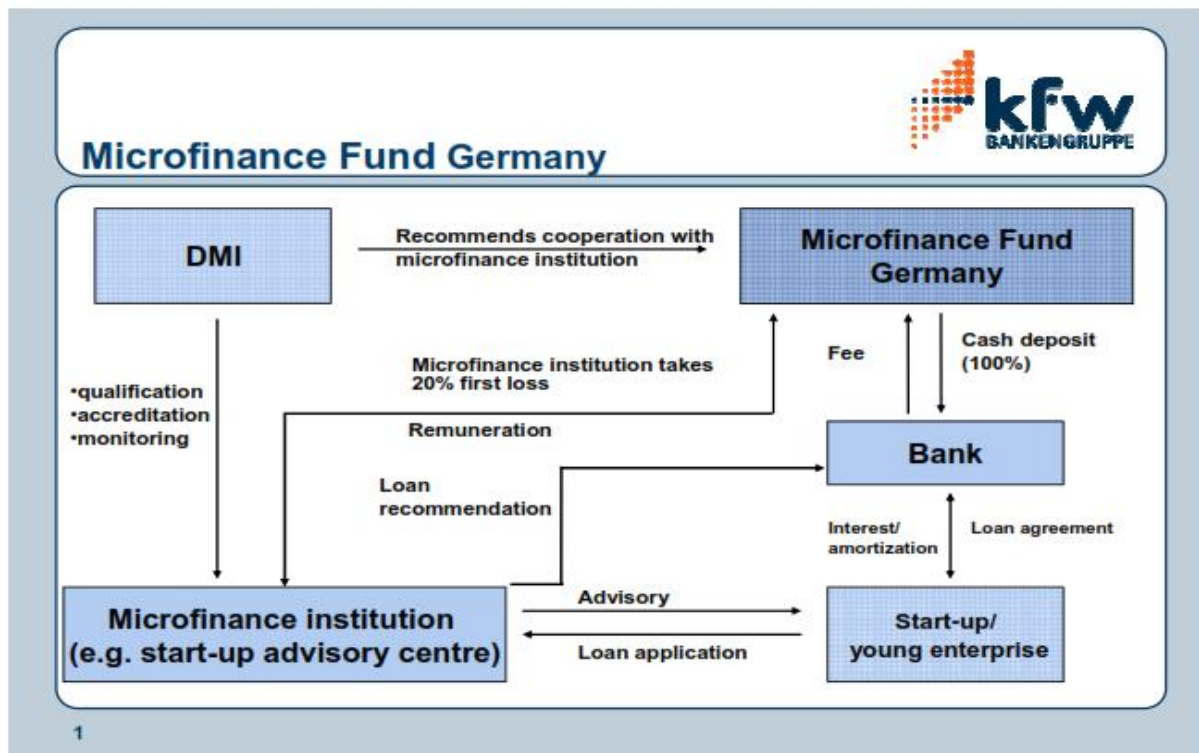 kfw
BANKENGRUPPE
Microfinance Fund Germany
DMI
Recommends cooperation with
microfinance institution
Microfinance Fund
Germany
•qualification
•accreditation
•monitoring
Microfinance institution takes
20% first loss
Remuneration
Fee
Cash deposit
(100%)
Bank
Loan
recommendation
Interest/
amortization
Loan agreement
Microfinance institution
(e.g. start-up advisory centre)
Advisory
Loan application
Start-up/
young enterprise
1